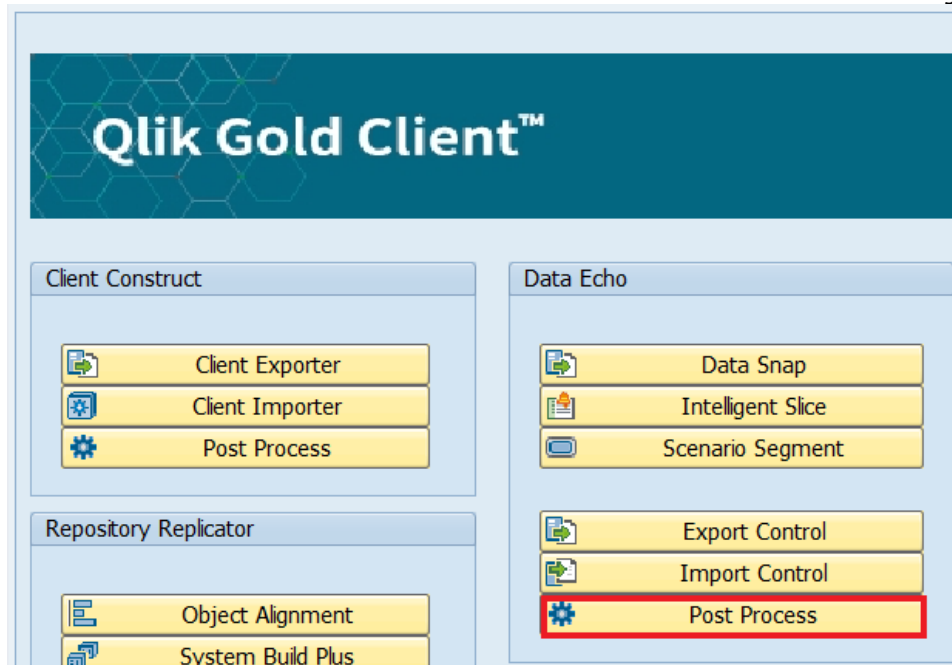 Qlik Gold Client™
Client Construct
Client Exporter
Client Importer
Post Process
Repository Replicator
Object Alignment
System Build Plus
Data Echo
Data Snap
Intelligent Slice
Scenario Segment
Export Control
Import Control
Post Process